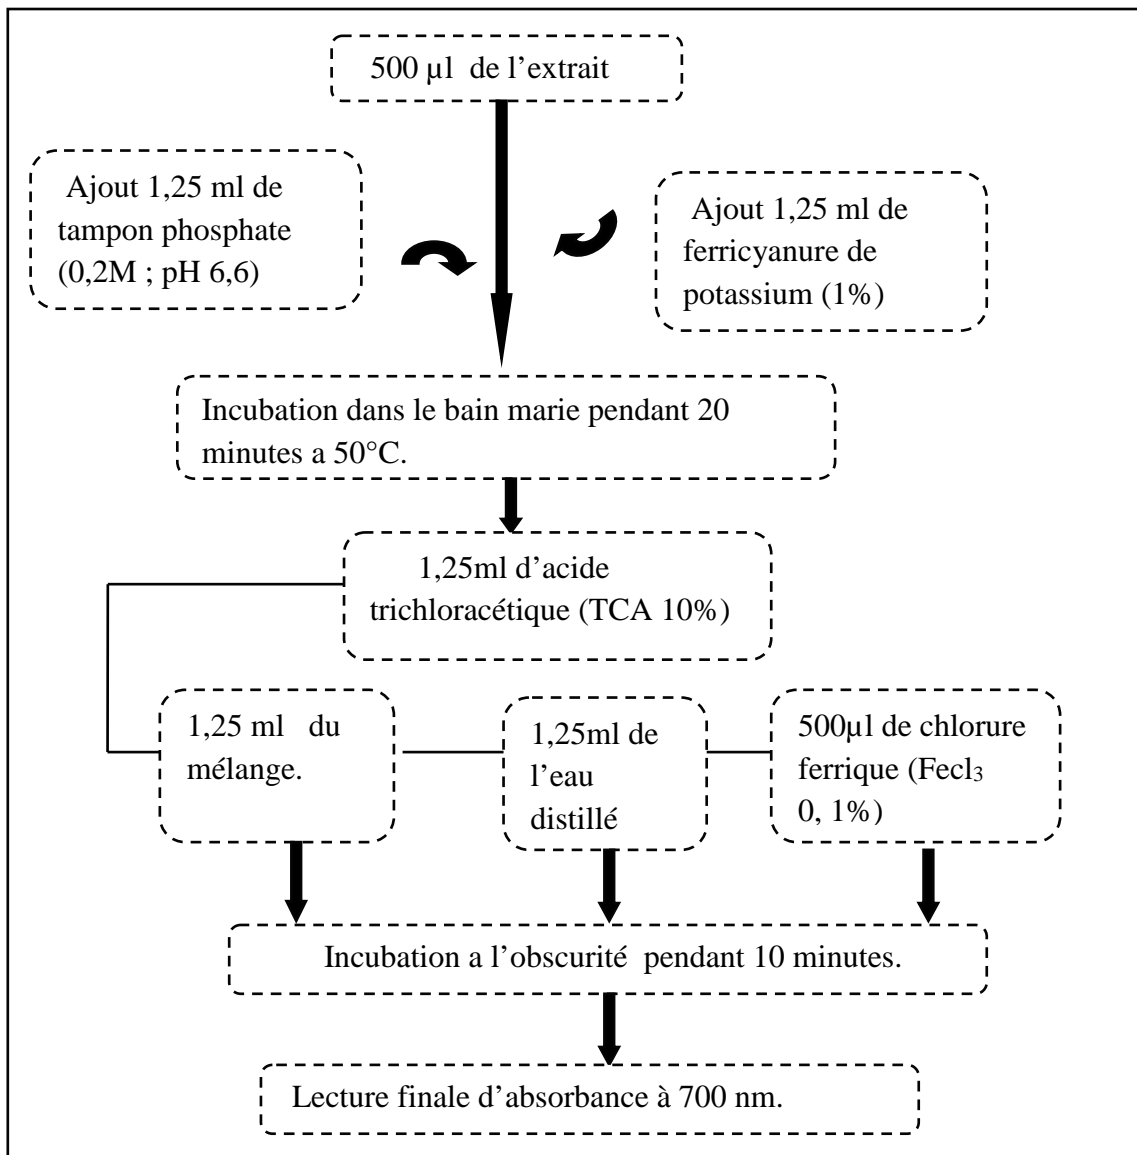 500 µl de l’extrait
Ajout 1,25 ml de
tampon phosphate
(0,2M ; pH 6,6)
Ajout 1,25 ml de
ferricyanure de
potassium (1%)
Incubation dans le bain marie pendant 20
minutes a 50°C.
1,25ml d’acide
trichloracétique (TCA 10%)
1,25 ml du
mélange.
1,25ml de
l’eau
distillé
500µl de chlorure
ferrique (Fecl₃
0, 1%)
Incubation a l’obscurité pendant 10 minutes.
Lecture finale d’absorbance à 700 nm.